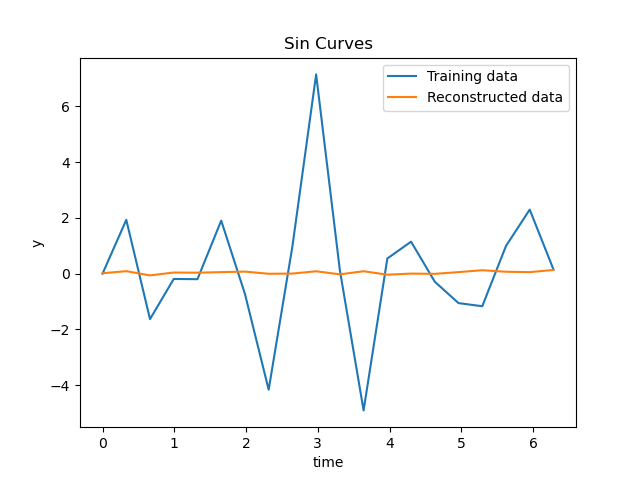 Sin Curves
Training data
Reconstructed data
6
4
2
0
−2
−4
y
0 1 2 3 4 5 6
time